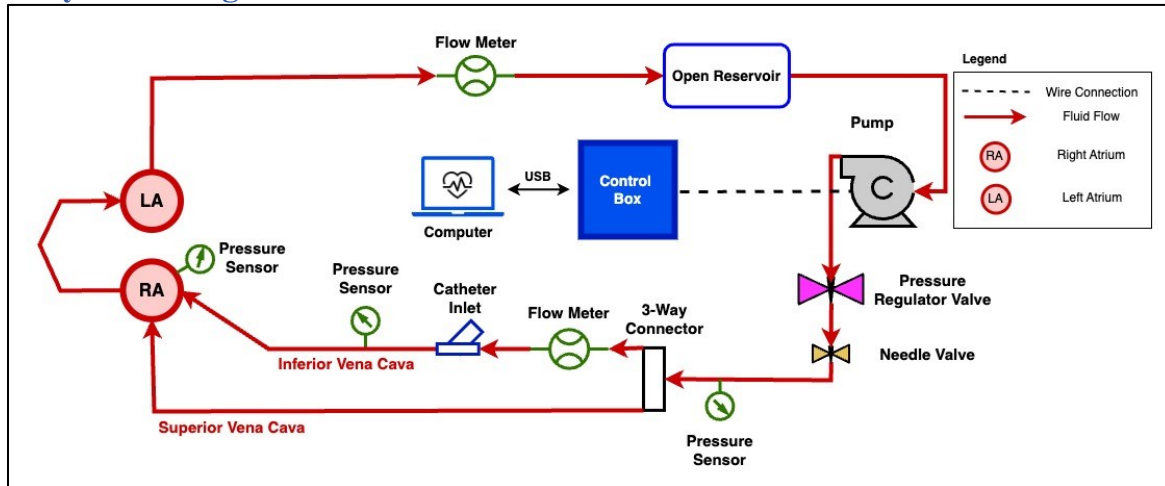 Flow Meter
Open Reservoir
Legend
Wire Connection
Fluid Flow
RA
Right Atrium
LA
Left Atrium
Pump
C
USB
Control
Box
Computer
LA
Pressure
Sensor
RA
Pressure
Sensor
Catheter
Inlet
Flow Meter
3-Way
Connector
Pressure
Regulator Valve
Needle Valve
Inferior Vena Cava
Superior Vena Cava
Pressure
Sensor